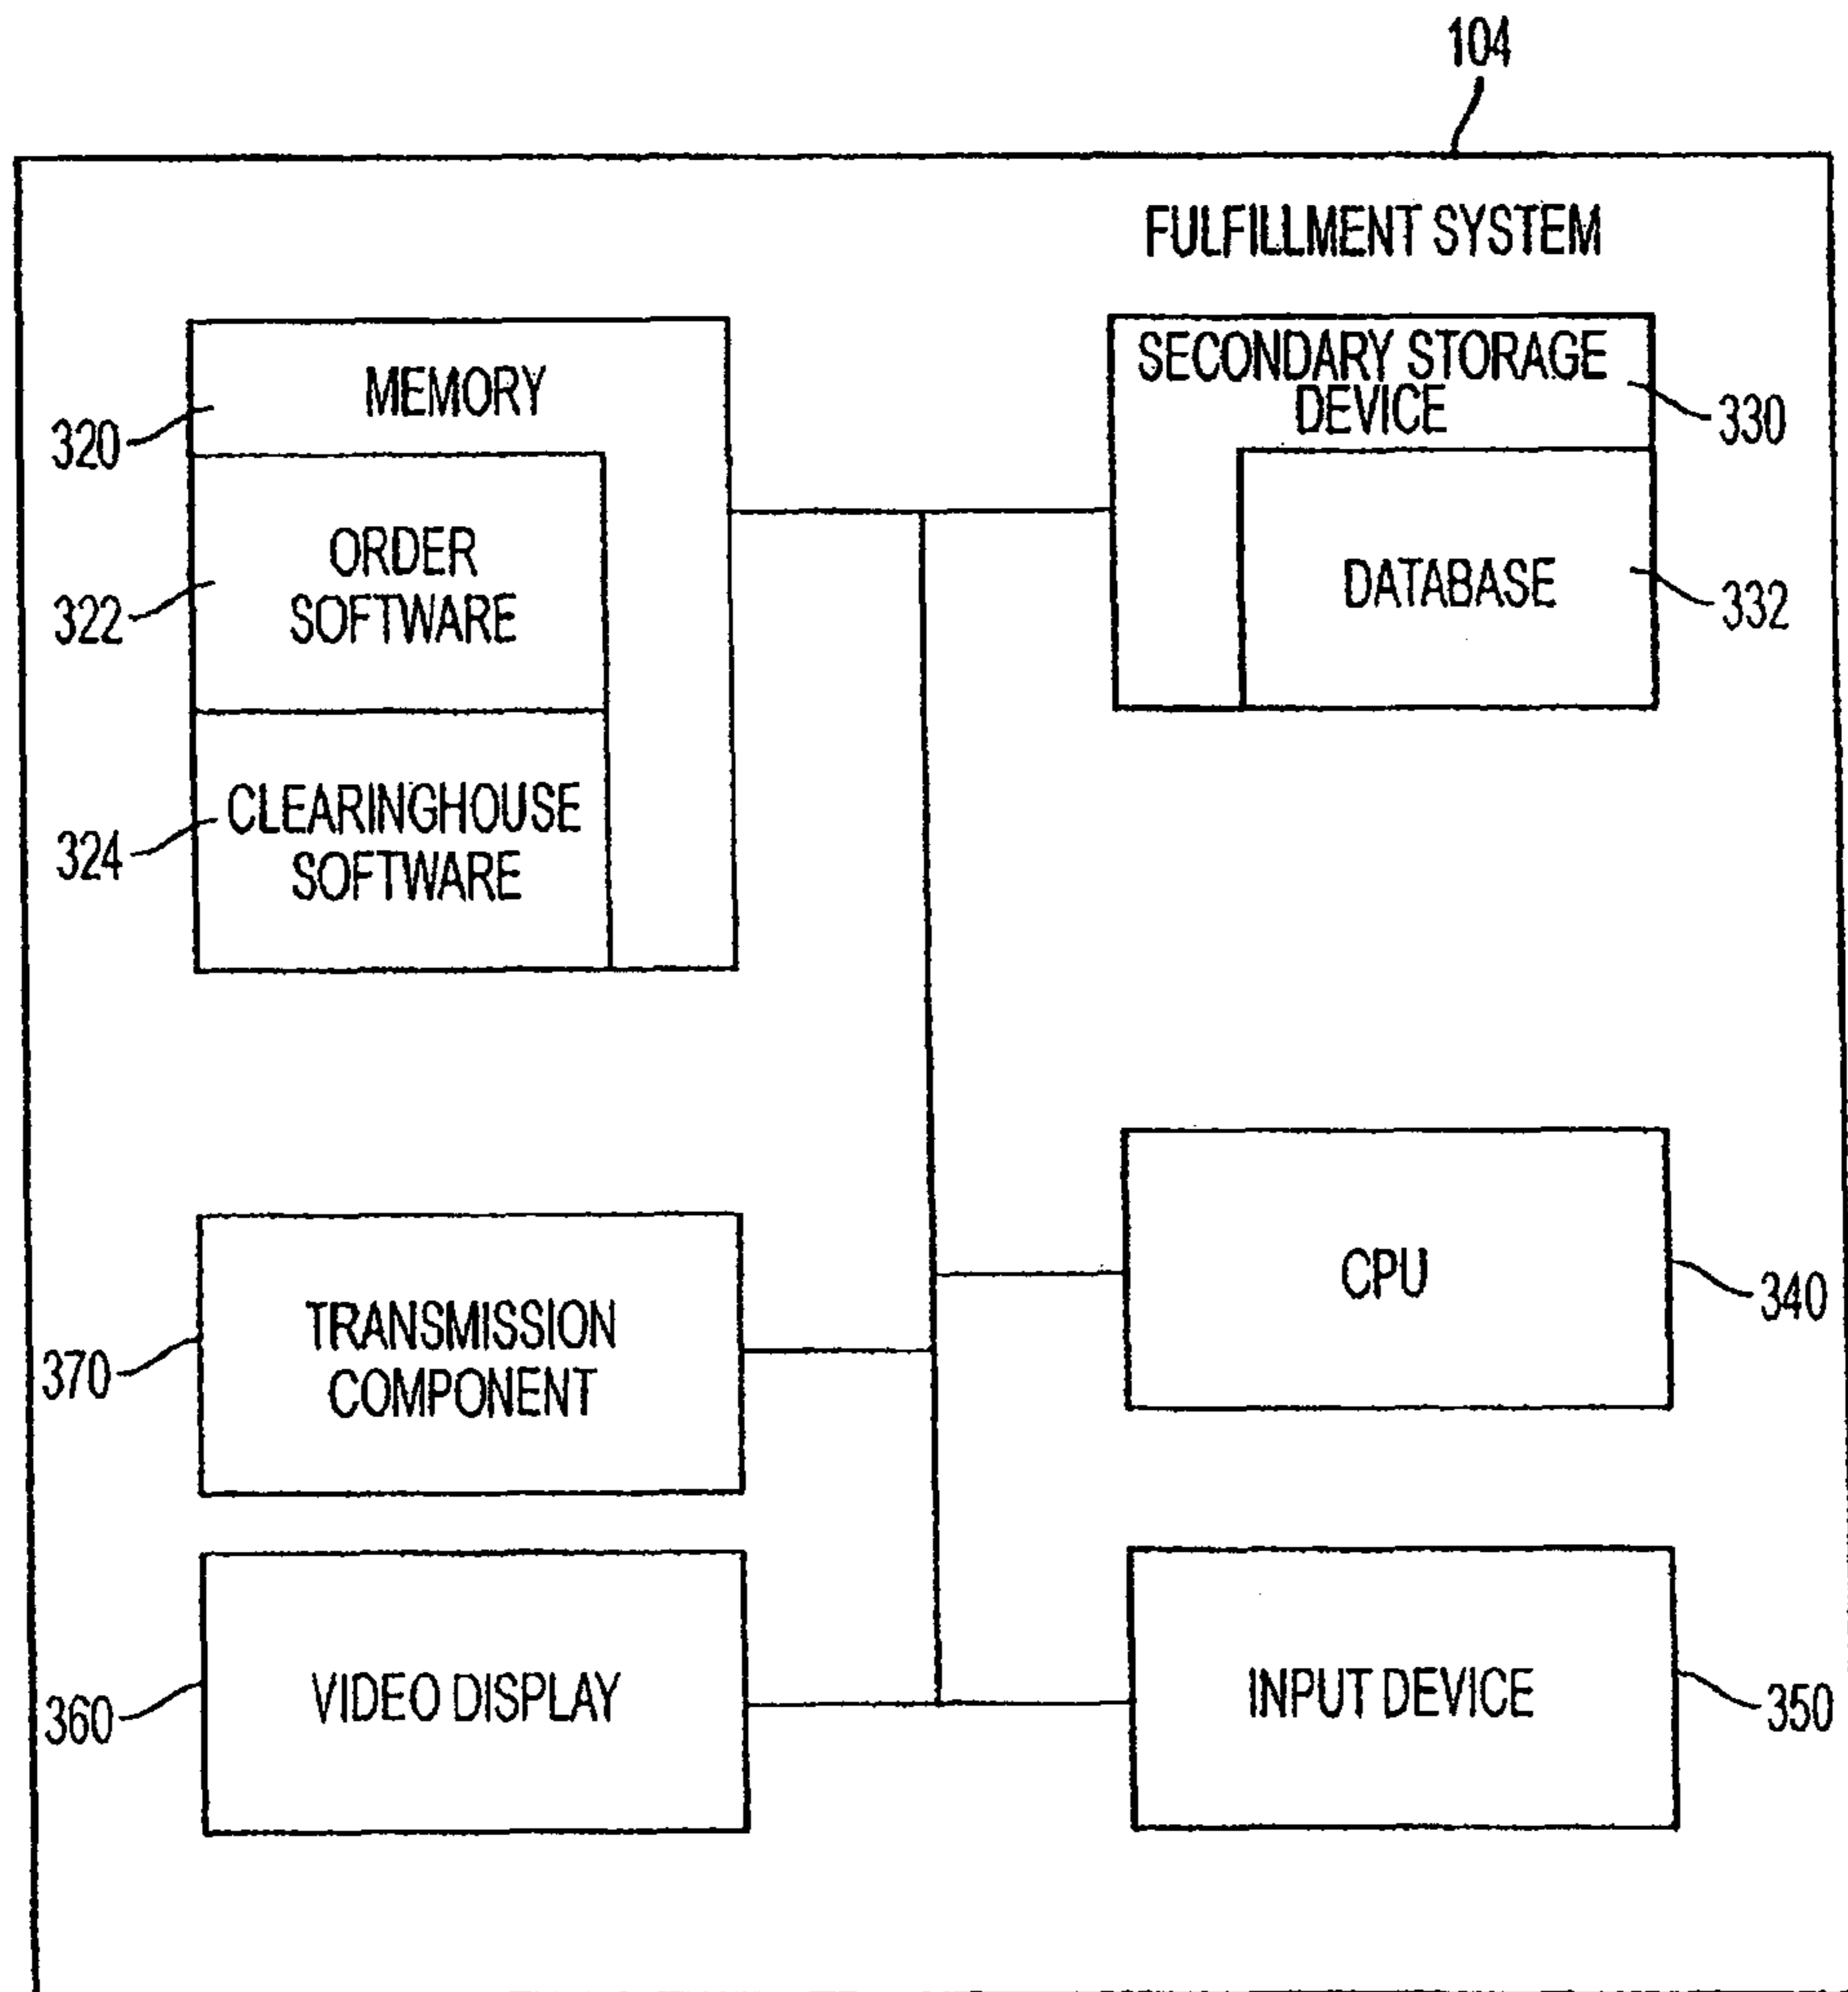 104
FULFILLMENT SYSTEM
MEMORY
320
ORDER
SOFTWARE
322
CLEARINGHOUSE
SOFTWARE
324
SECONDARY STORAGE
DEVICE
330
DATABASE
332
TRANSMISSION
COMPONENT
370
CPU
340
VIDEO DISPLAY
360
INPUT DEVICE
350